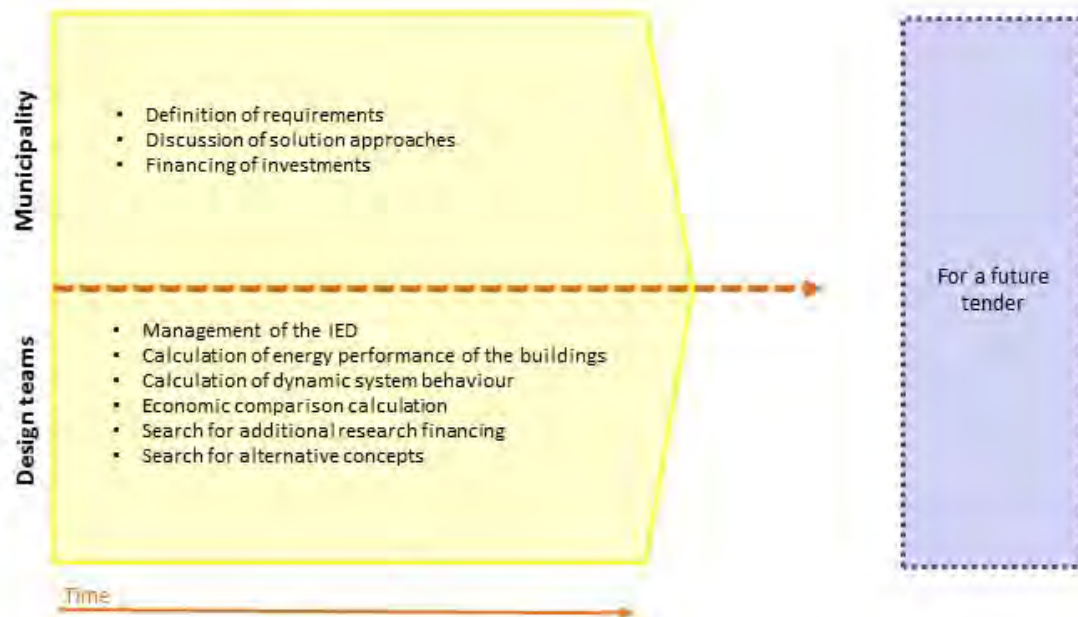 Municipality
▪ Definition of requirements
▪ Discussion of solution approaches
▪ Financing of investments
Design teams
▪ Management of the IED
▪ Calculation of energy performance of the buildings
▪ Calculation of dynamic system behaviour
▪ Economic comparison calculation
▪ Search for additional research financing
▪ Search for alternative concepts
Time
For a future
tender